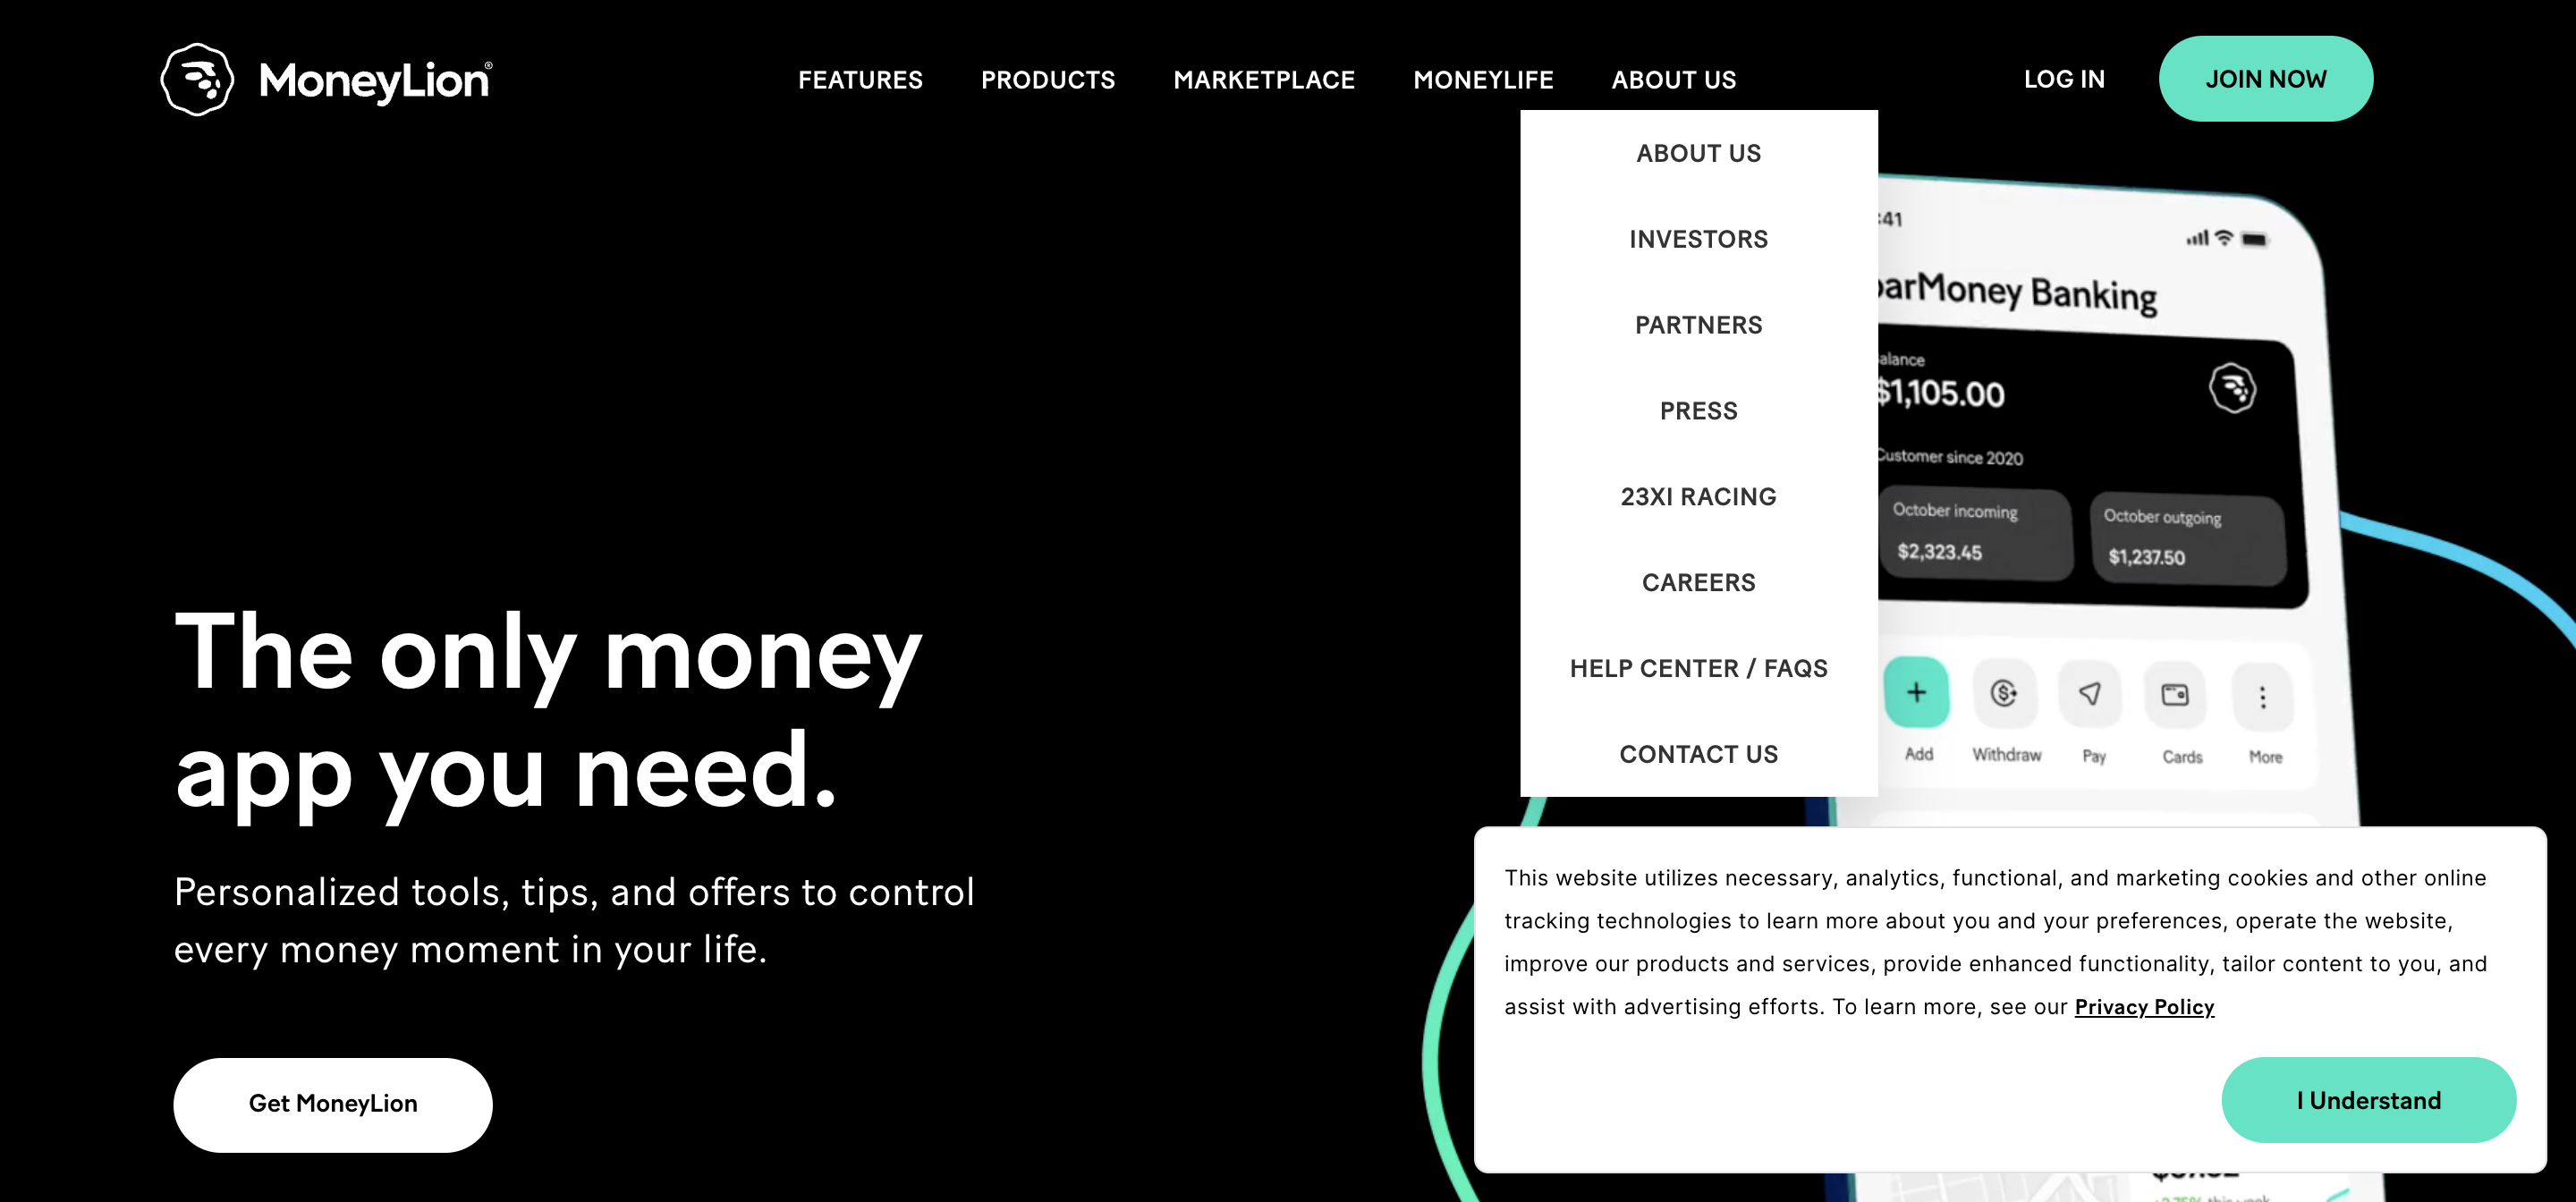 MoneyLion®
FEATURES
PRODUCTS
MARKETPLACE
MONEYLIFE
ABOUT US
LOG IN
JOIN NOW
ABOUT US
INVESTORS
PARTNERS
PRESS
23XI RACING
CAREERS
HELP CENTER / FAQS
CONTACT US
The only money
app you need.
Personalized tools, tips, and offers to control
every money moment in your life.
Get MoneyLion
:41
arMoney Banking
alance
$1,105.00
Customer since 2020
October incoming
$2,323.45
October outgoing
$1,237.50
Add
Withdraw
Pay
Cards
More
This website utilizes necessary, analytics, functional, and marketing cookies and other online
tracking technologies to learn more about you and your preferences, operate the website,
improve our products and services, provide enhanced functionality, tailor content to you, and
assist with advertising efforts. To learn more, see our Privacy Policy
I Understand